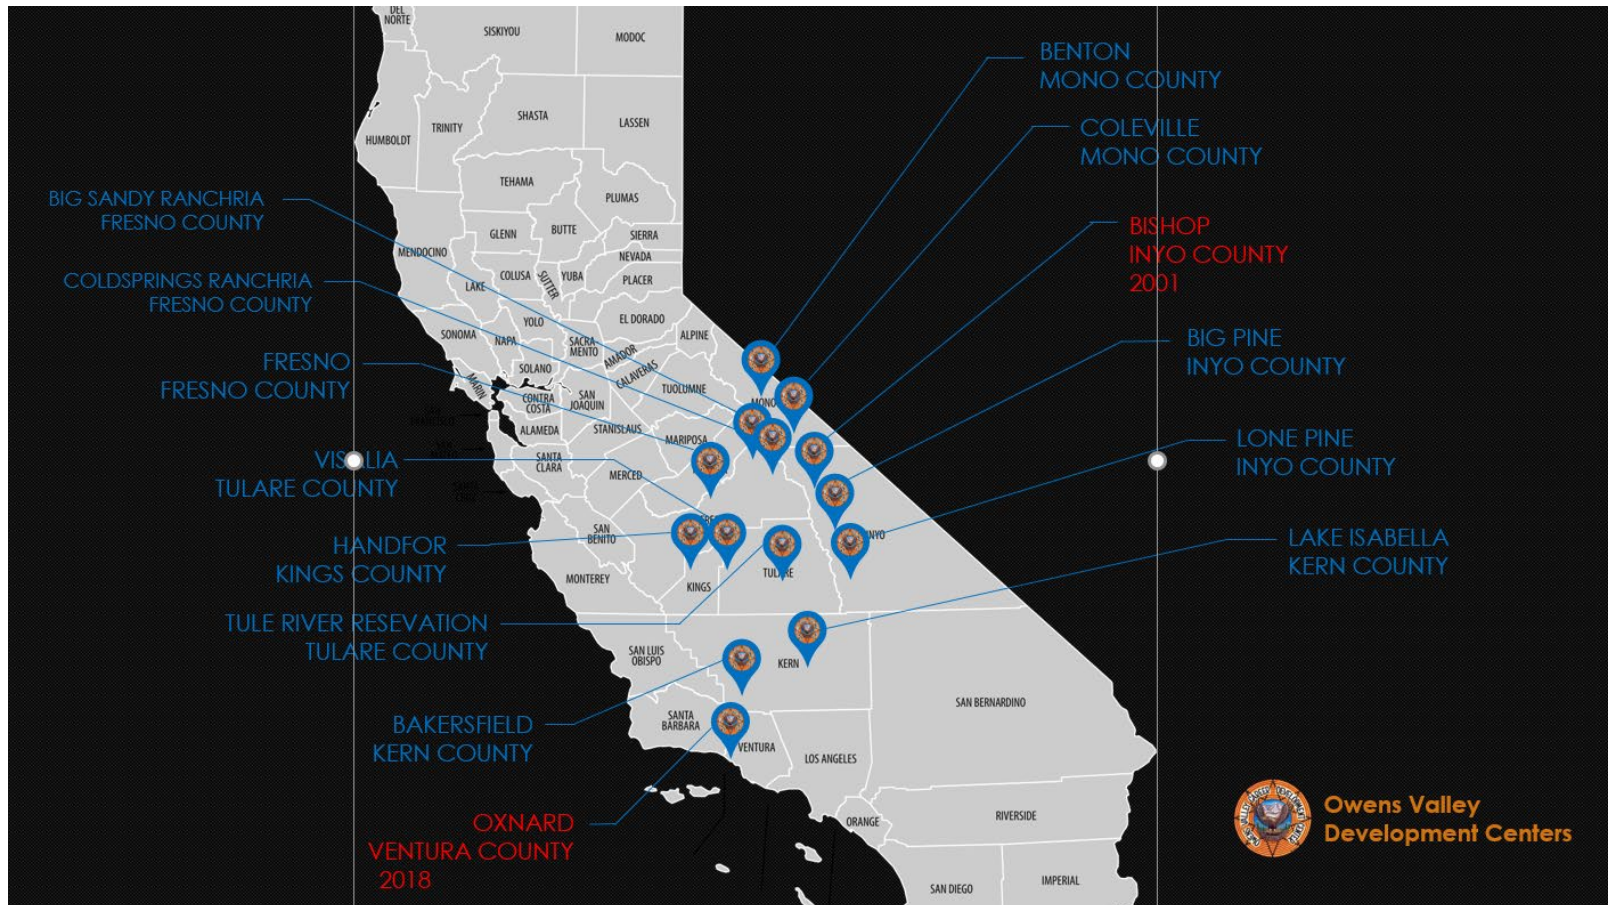 DEL
NORTE
SISKIYOU
MODOC
HUMBOLDT
TRINITY
SHASTA
LASSEN
TEHAMA
PLUMAS
MENDOCINO
GLENN
BUTTE
SIERRA
NEVADA
LAKE
COLUSA
SUTTER
YUBA
PLACER
SONOMA
NAPA
YOLO
EL DORADO
SACRA-
MENTO
AMADOR
ALPINE
MARIN
SOLANO
CALAVERAS
TUOLUMNE
MONO
CONTRA
COSTA
SAN
JOAQUIN
ALAMEDA
STANISLAUS
MARIPOSA
SANTA
CLARA
MERCED
SAN
BENITO
MONTEREY
KINGS
TULARE
INYO
SAN LUIS
OBISPO
KERN
SAN BERNARDINO
SANTA
BARBARA
VENTURA
LOS ANGELES
ORANGE
RIVERSIDE
SAN DIEGO
IMPERIAL
BIG SANDY RANCHRIA
FRESNO COUNTY
COLDSPRINGS RANCHRIA
FRESNO COUNTY
FRESNO
FRESNO COUNTY
VISALIA
TULARE COUNTY
HANDFOR
KINGS COUNTY
TULE RIVER RESEVATION
TULARE COUNTY
BAKERSFIELD
KERN COUNTY
OXNARD
VENTURA COUNTY
2018
BENTON
MONO COUNTY
COLEVILLE
MONO COUNTY
BISHOP
INYO COUNTY
2001
BIG PINE
INYO COUNTY
LONE PINE
INYO COUNTY
LAKE ISABELLA
KERN COUNTY
Owens Valley
Development Centers